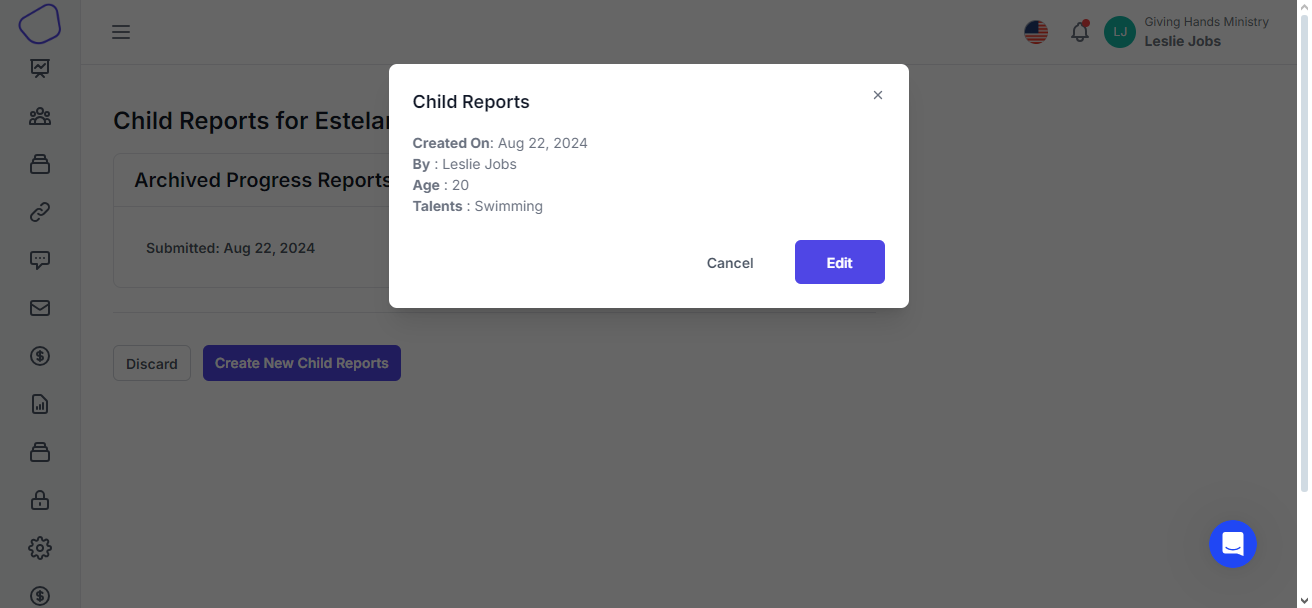 Giving Hands Ministry
LJ
Leslie Jobs
Child Reports for Estela
Archived Progress Reports
Submitted: Aug 22, 2024
Discard
Create New Child Reports
Child Reports
Created On: Aug 22, 2024
By : Leslie Jobs
Age : 20
Talents : Swimming
Cancel
Edit